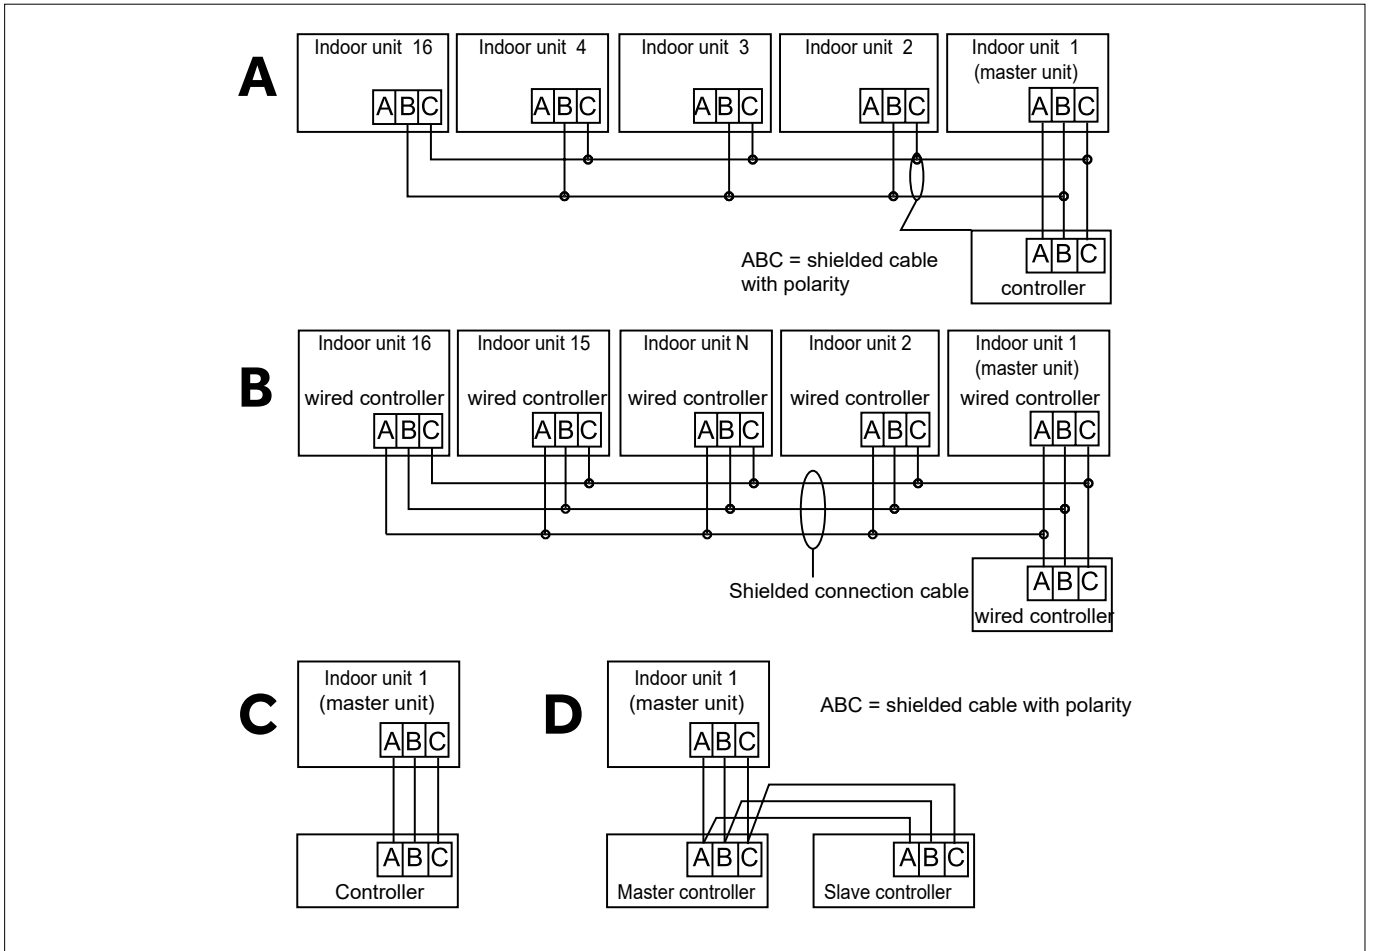 A
Indoor unit 16
A B C
Indoor unit 4
A B C
Indoor unit 3
A B C
Indoor unit 2
A B C
Indoor unit 1
(master unit)
A B C
ABC = shielded cable
with polarity
A B C
controller
B
Indoor unit 16
wired controller
A B C
Indoor unit 15
wired controller
A B C
Indoor unit N
wired controller
A B C
Indoor unit 2
wired controller
A B C
Indoor unit 1
(master unit)
wired controller
A B C
Shielded connection cable
A B C
wired controller
C
Indoor unit 1
(master unit)
A B C
A B C
Controller
D
Indoor unit 1
(master unit)
A B C
ABC = shielded cable with polarity
A B C
Master controller
A B C
Slave controller